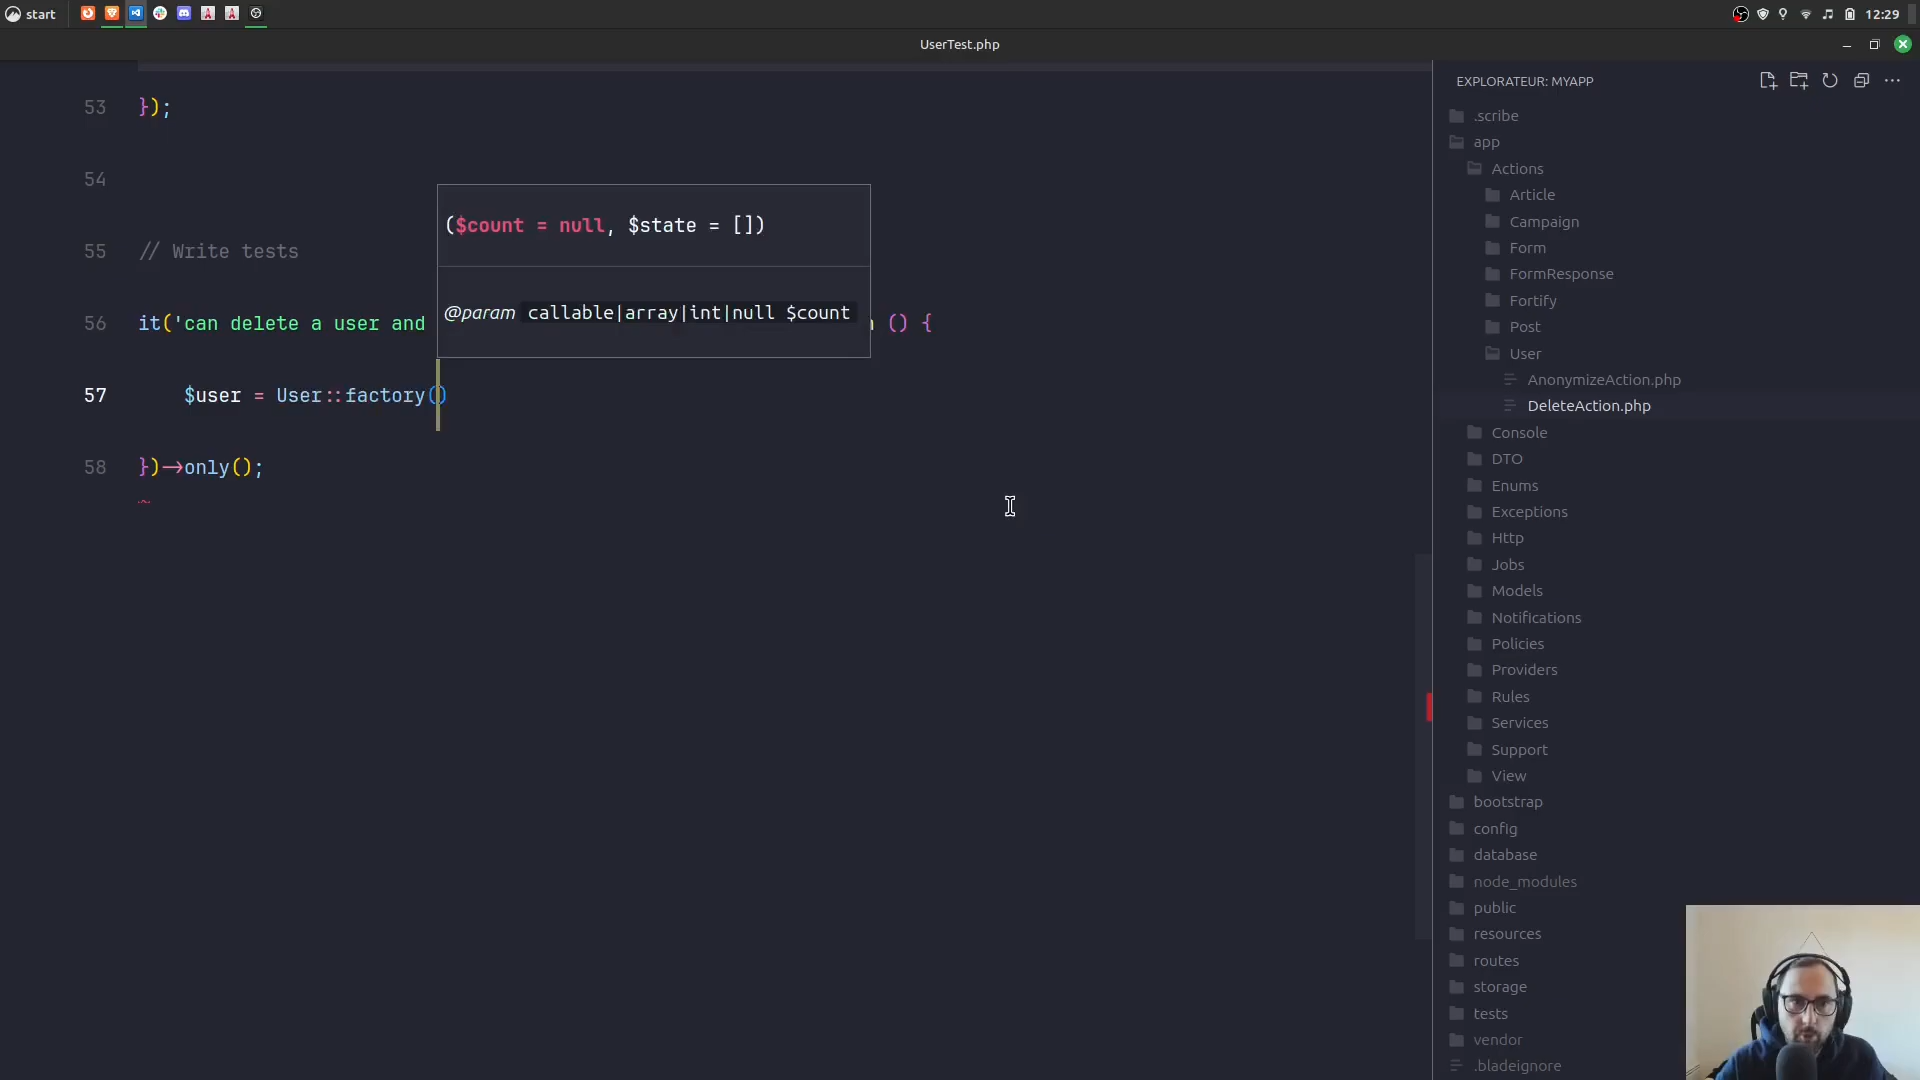 start
12:29
UserTest.php
53 });
54
($count = null, $state = [])
55 // Write tests
@param callable|array|int|null $count
56 it('can delete a user and () {
57 $user = User::factory()
58 })->only();
EXPLORATEUR: MYAPP
.scribe
app
Actions
Article
Campaign
Form
FormResponse
Fortify
Post
User
AnonymizeAction.php
DeleteAction.php
Console
DTO
Enums
Exceptions
Http
Jobs
Models
Notifications
Policies
Providers
Rules
Services
Support
View
bootstrap
config
database
node_modules
public
resources
routes
storage
tests
vendor
.bladeignore